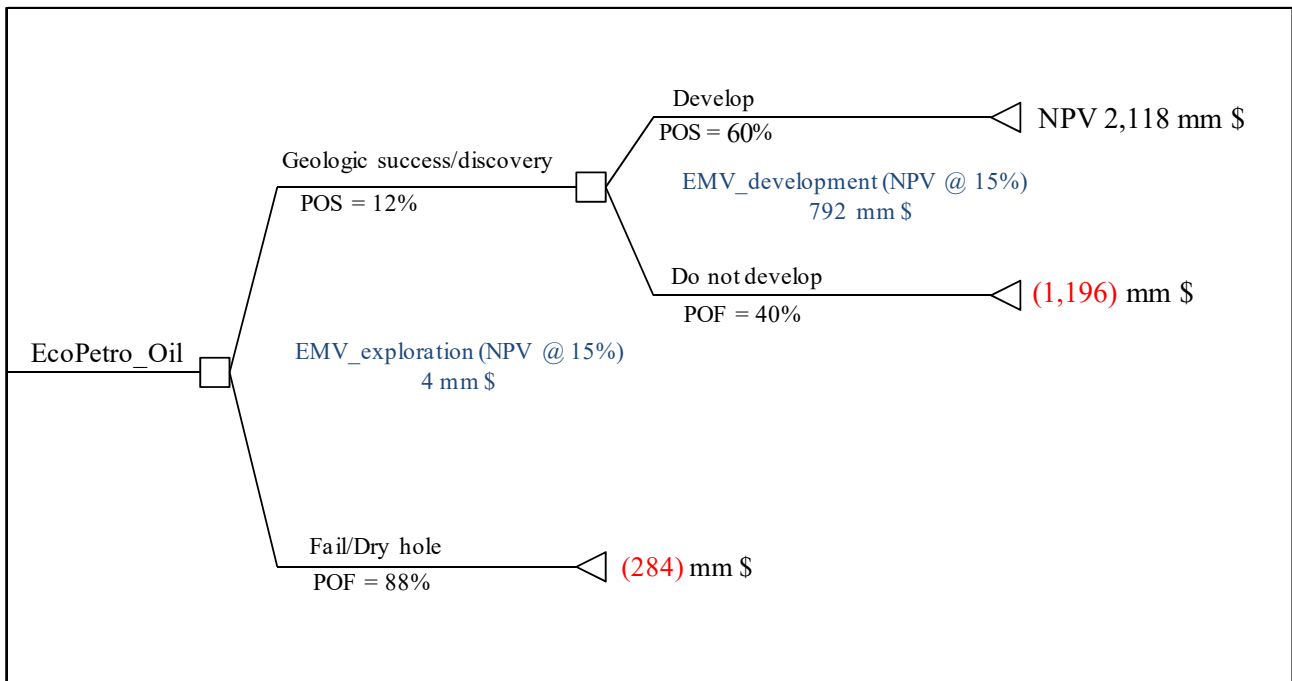 Develop
POS = 60%
NPV 2,118 mm $
Geologic success/discovery
POS = 12%
EMV_development (NPV @ 15%)
792 mm $
Do not develop
POF = 40%
(1,196) mm $
EcoPetro_Oil
EMV_exploration (NPV @ 15%)
4 mm $
Fail/Dry hole
POF = 88%
(284) mm $